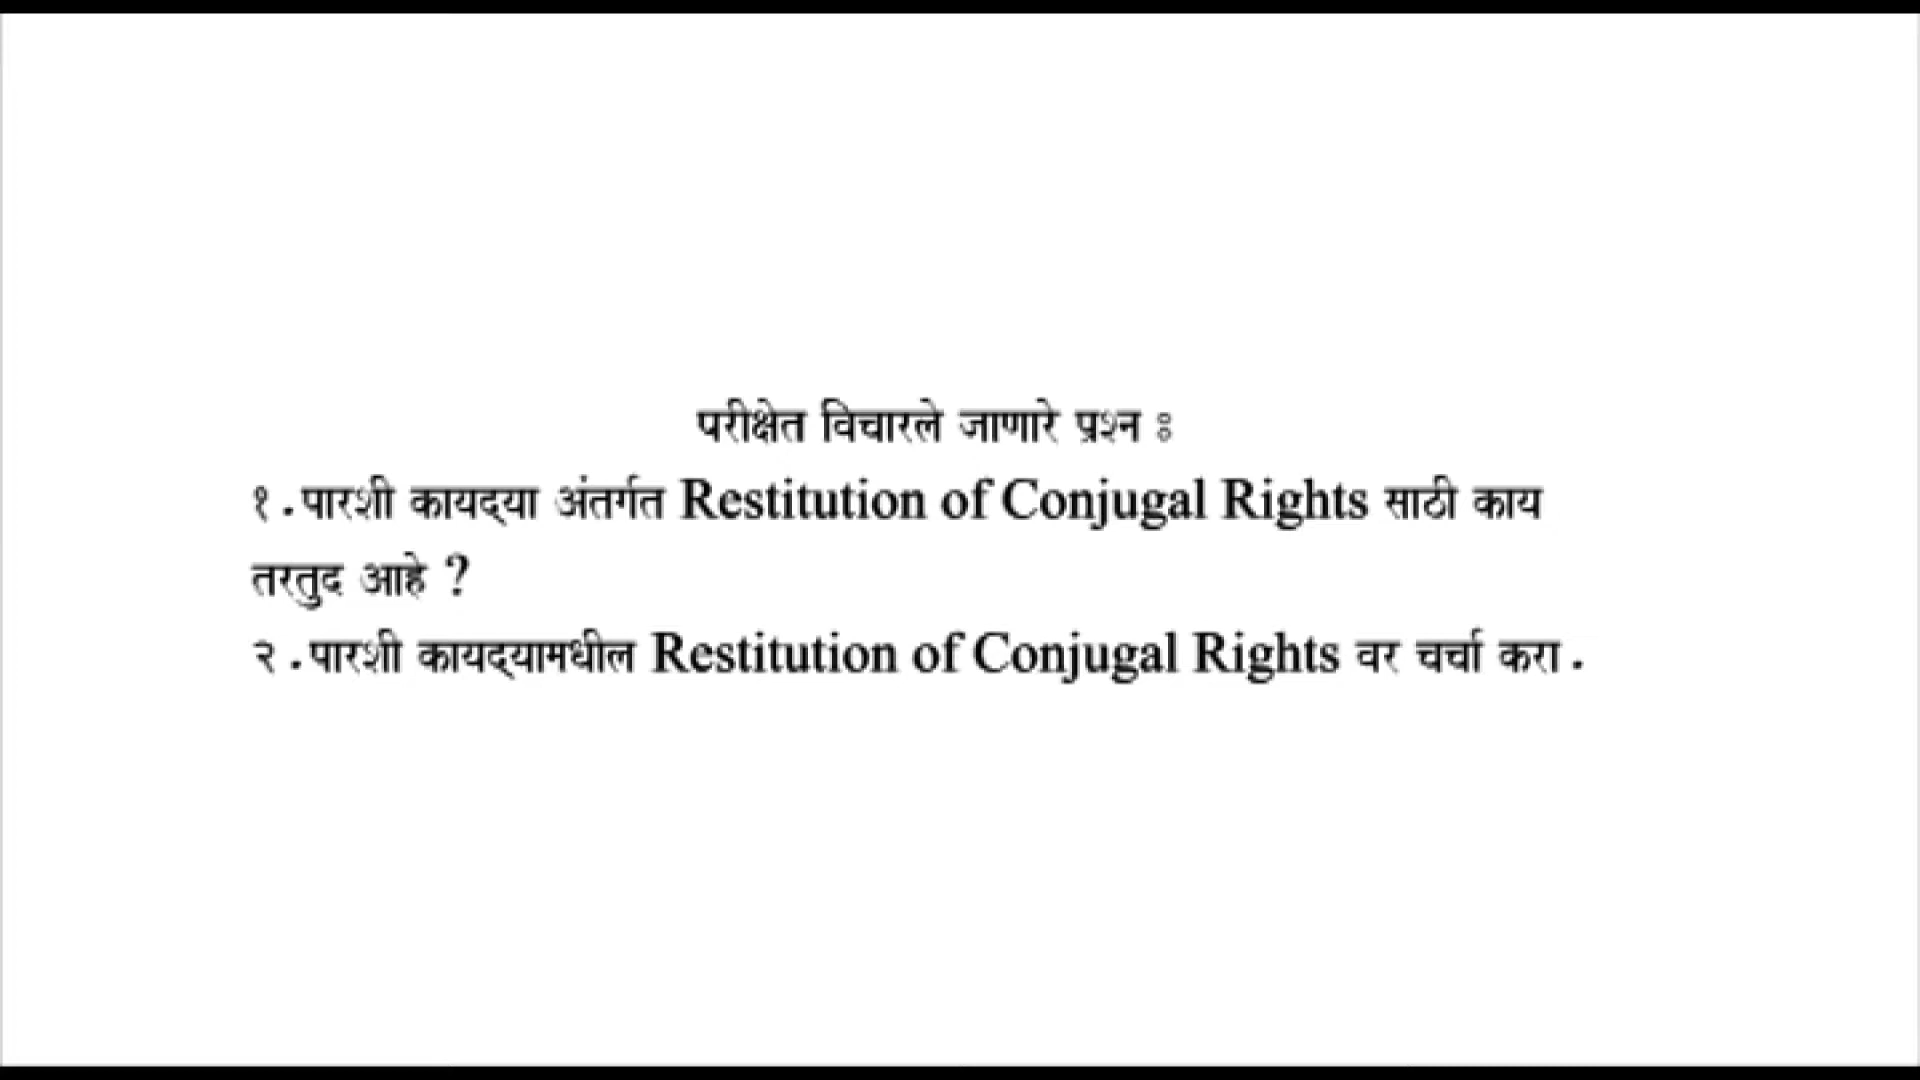 परीक्षेत विचारले जाणारे प्रश्न ः
१.पारशी कायद्या अंतर्गत Restitution of Conjugal Rights साठी काय
तरतुद आहे ?
२.पारशी कायद्यामधील Restitution of Conjugal Rights वर चर्चा करा.